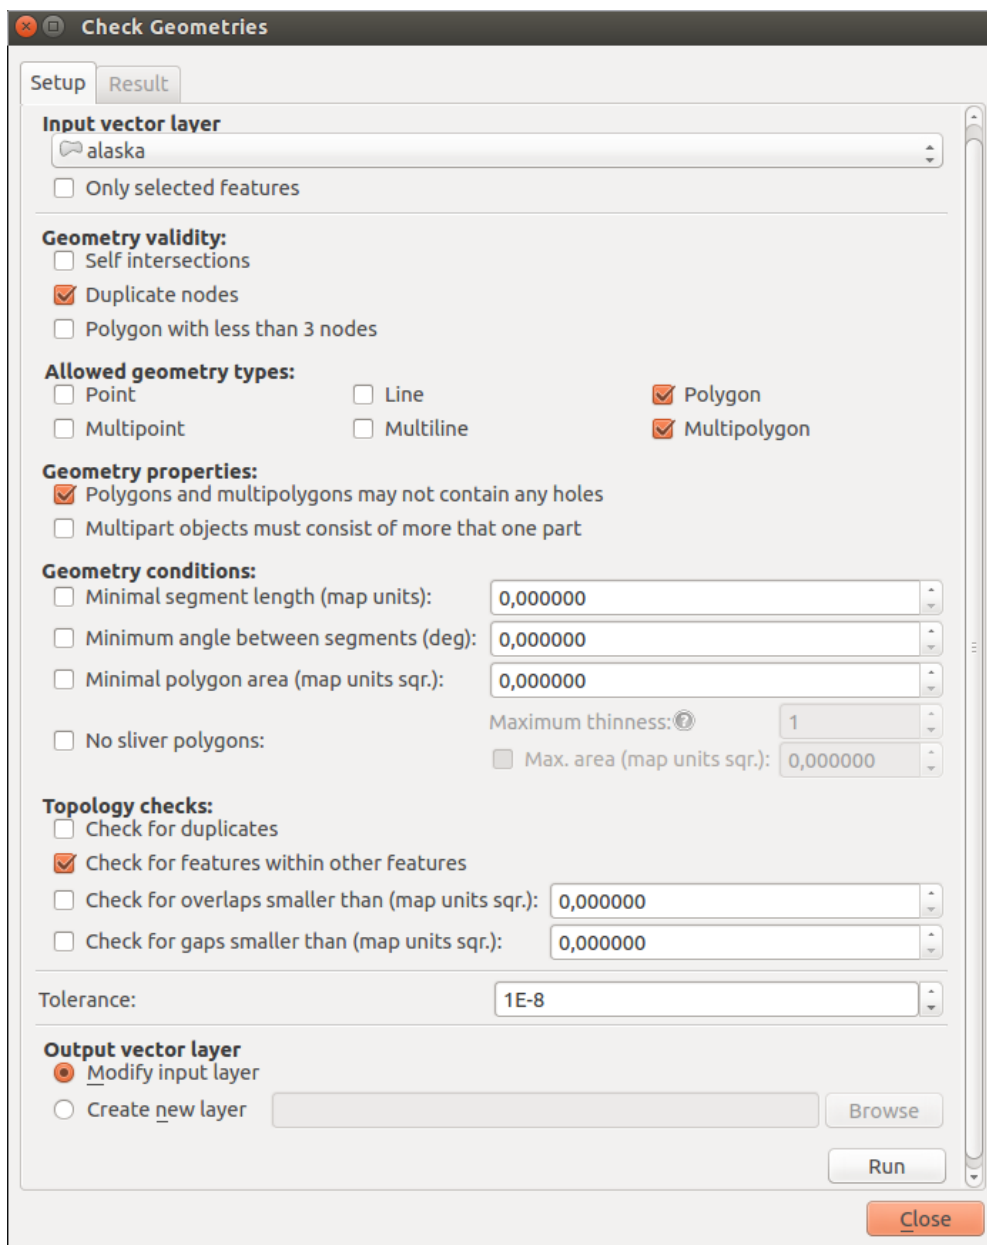 Check Geometries
Setup Result
Input vector layer
alaska
Only selected features
Geometry validity:
Self intersections
Duplicate nodes
Polygon with less than 3 nodes
Allowed geometry types:
Point Line Polygon
Multipoint Multiline Multipolygon
Geometry properties:
Polygons and multipolygons may not contain any holes
Multipart objects must consist of more that one part
Geometry conditions:
Minimal segment length (map units): 0,000000
Minimum angle between segments (deg): 0,000000
Minimal polygon area (map units sqr.): 0,000000
No sliver polygons: Maximum thinness: ? 1
Max. area (map units sqr.): 0,000000
Topology checks:
Check for duplicates
Check for features within other features
Check for overlaps smaller than (map units sqr.): 0,000000
Check for gaps smaller than (map units sqr.): 0,000000
Tolerance: 1E-8
Output vector layer
Modify input layer
Create new layer Browse
Run
Close